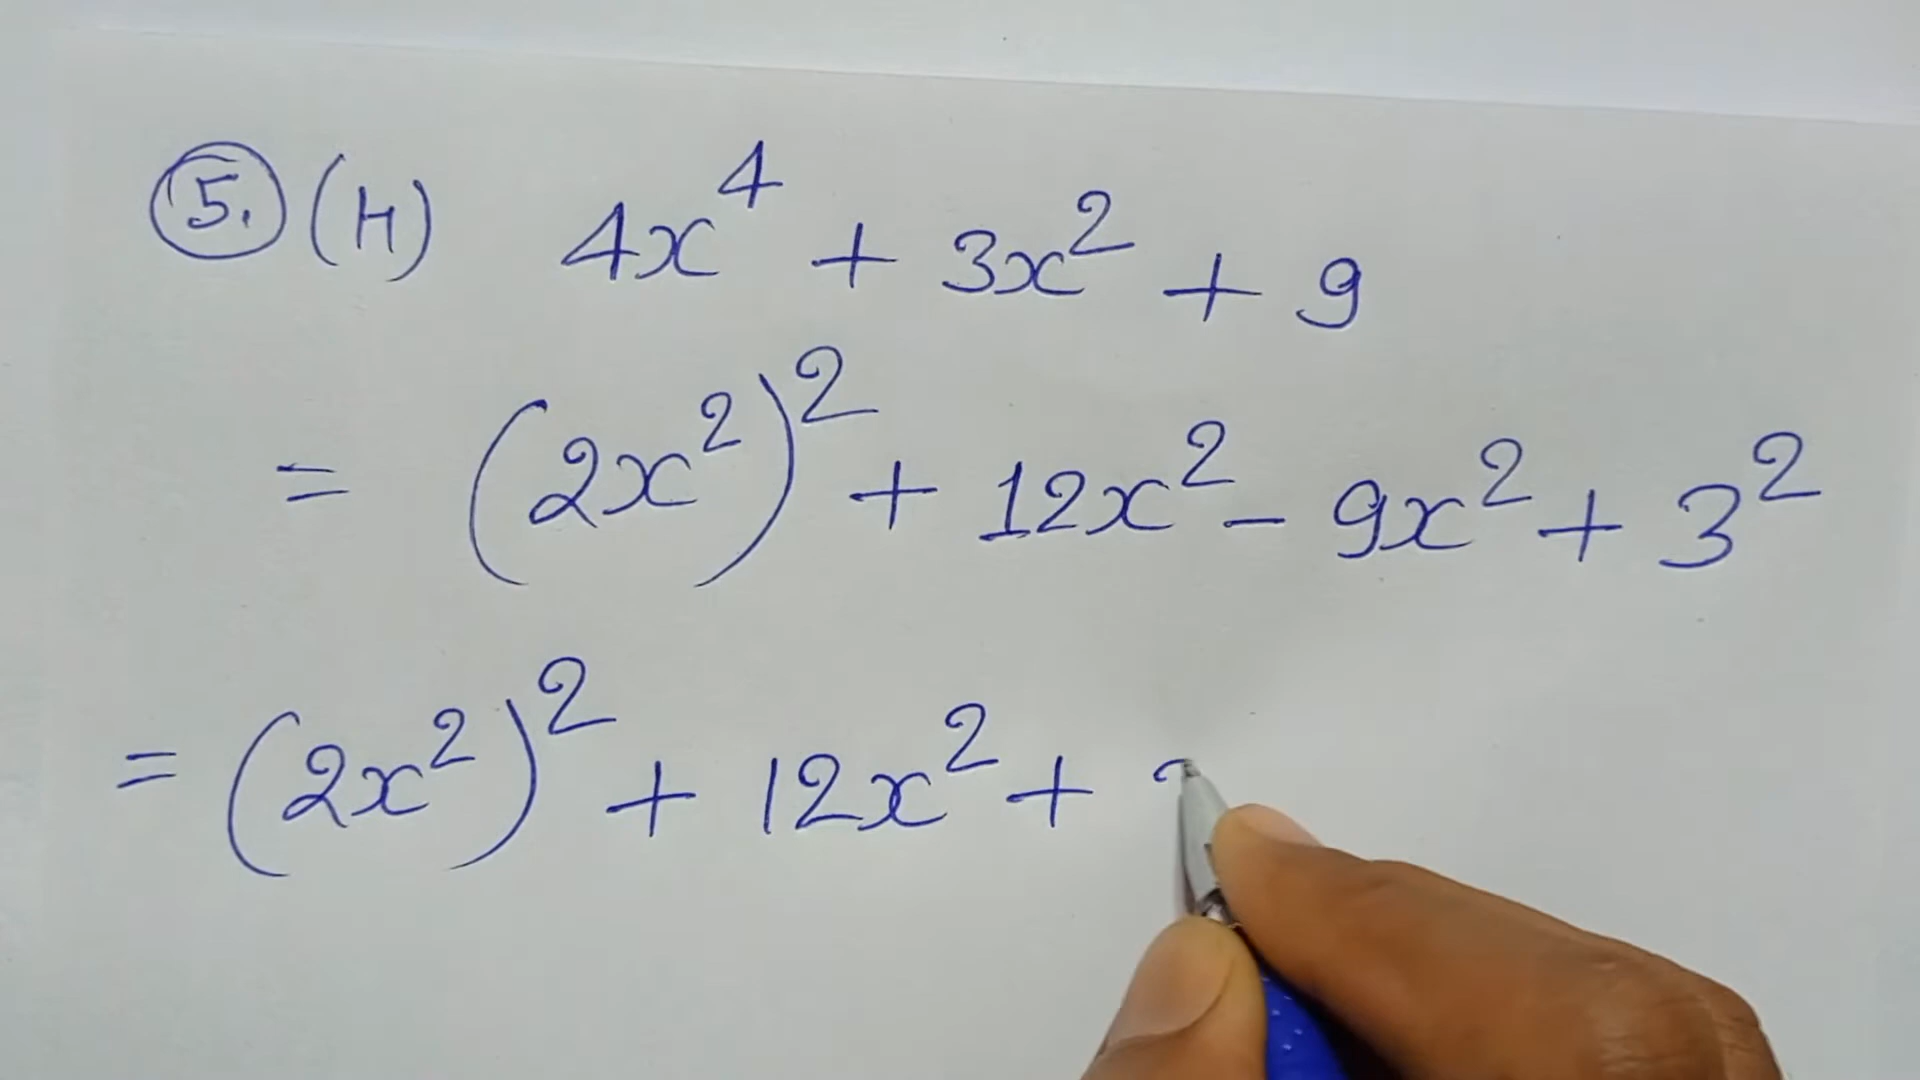 5. (H) 4x⁴ + 3x² + 9
= (2x²)² + 12x² - 9x² + 3²
= (2x²)² + 12x² +